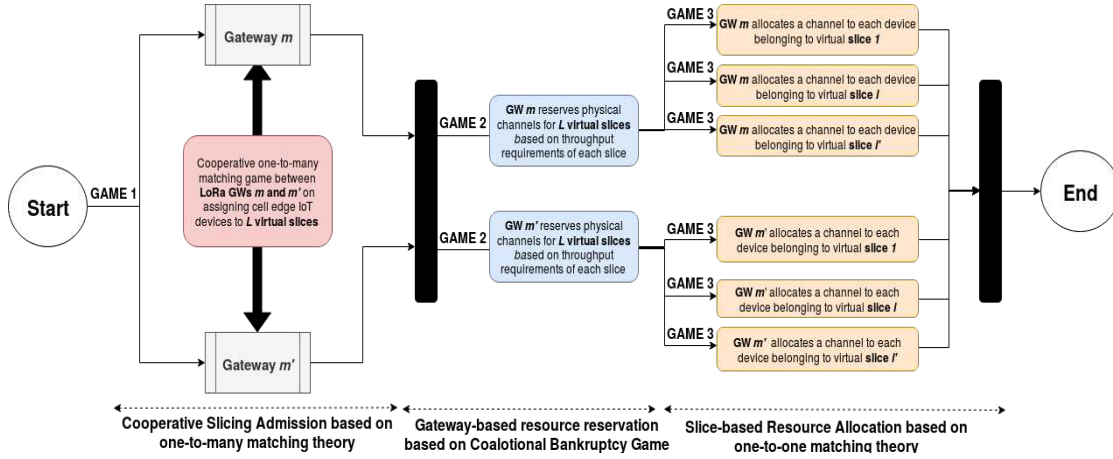 Start
GAME 1
Gateway m
Cooperative one-to-many
matching game between
LoRa GWs m and m' on
assigning cell edge IoT
devices to L virtual slices
Gateway m'
GAME 2
GW m reserves physical
channels for L virtual slices
based on throughput
requirements of each slice
GAME 2
GW m' reserves physical
channels for L virtual slices
based on throughput
requirements of each slice
GAME 3
GW m allocates a channel to each device
belonging to virtual slice 1
GAME 3
GW m allocates a channel to each device
belonging to virtual slice l
GAME 3
GW m allocates a channel to each device
belonging to virtual slice l'
GAME 3
GW m' allocates a channel to each
device belonging to virtual slice 1
GAME 3
GW m' allocates a channel to each
device belonging to virtual slice l
GAME 3
GW m' allocates a channel to each
device belonging to virtual slice l'
End
Cooperative Slicing Admission based on
one-to-many matching theory
Gateway-based resource reservation
based on Coalotional Bankruptcy Game
Slice-based Resource Allocation based on
one-to-one matching theory